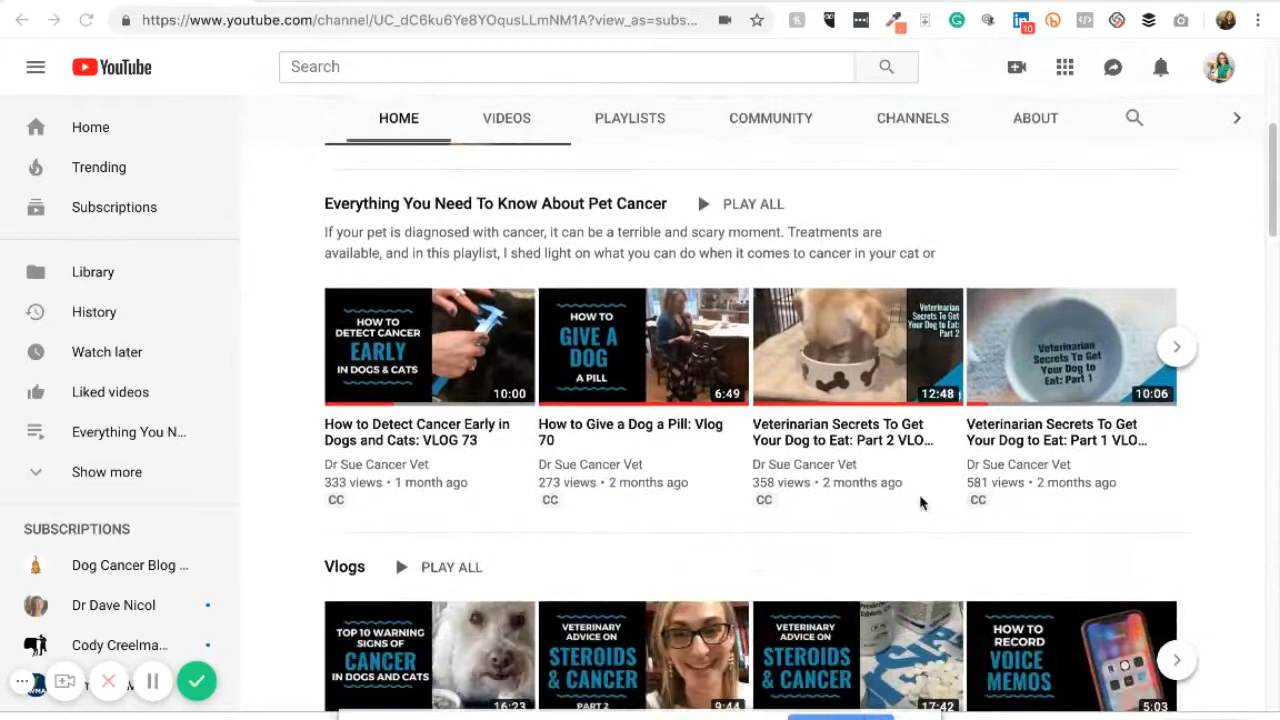 https://www.youtube.com/channel/UC_dC6ku6Ye8YOqusLLmNM1A?view_as=subs...
10
YouTube
Search
HOME VIDEOS PLAYLISTS COMMUNITY CHANNELS ABOUT
Home
Trending
Subscriptions
Library
History
Watch later
Liked videos
Everything You N...
Show more
SUBSCRIPTIONS
Dog Cancer Blog ...
Dr Dave Nicol
Cody Creelma...
Everything You Need To Know About Pet Cancer PLAY ALL
If your pet is diagnosed with cancer, it can be a terrible and scary moment. Treatments are
available, and in this playlist, I shed light on what you can do when it comes to cancer in your cat or
HOW TO
DETECT CANCER
EARLY
IN DOGS & CATS
10:00
How to Detect Cancer Early in
Dogs and Cats: VLOG 73
Dr Sue Cancer Vet
333 views • 1 month ago
CC
HOW TO
GIVE A
DOG
A PILL
6:49
How to Give a Dog a Pill: Vlog
70
Dr Sue Cancer Vet
273 views • 2 months ago
CC
Veterinarian
Secrets To Get
Your Dog to Eat:
Part 2
12:48
Veterinarian Secrets To Get
Your Dog to Eat: Part 2 VLO...
Dr Sue Cancer Vet
358 views • 2 months ago
CC
Veterinarian
Secrets To Get
Your Dog to
Eat: Part 1
10:06
Veterinarian Secrets To Get
Your Dog to Eat: Part 1 VLO...
Dr Sue Cancer Vet
581 views • 2 months ago
CC
Vlogs PLAY ALL
TOP 10 WARNING
SIGNS OF
CANCER
IN DOGS AND CATS
16:23
VETERINARY
ADVICE ON
STEROIDS
& CANCER
PART 2
9:44
VETERINARY
ADVICE ON
STEROIDS
& CANCER
17:42
HOW TO
RECORD
VOICE
MEMOS
5:03